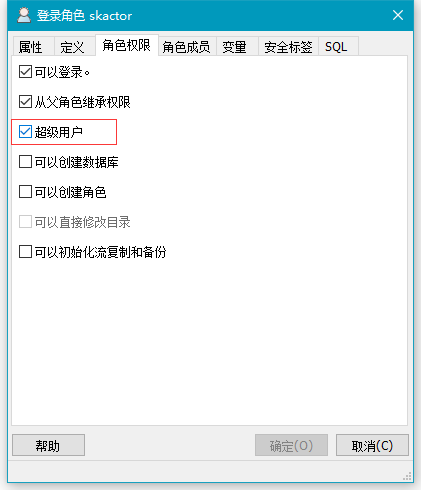 登录角色 skactor
属性 定义 角色权限 角色成员 变量 安全标签 SQL
可以登录。
从父角色继承权限
超级用户
可以创建数据库
可以创建角色
可以直接修改目录
可以初始化流复制和备份
帮助 确定(O) 取消(C)